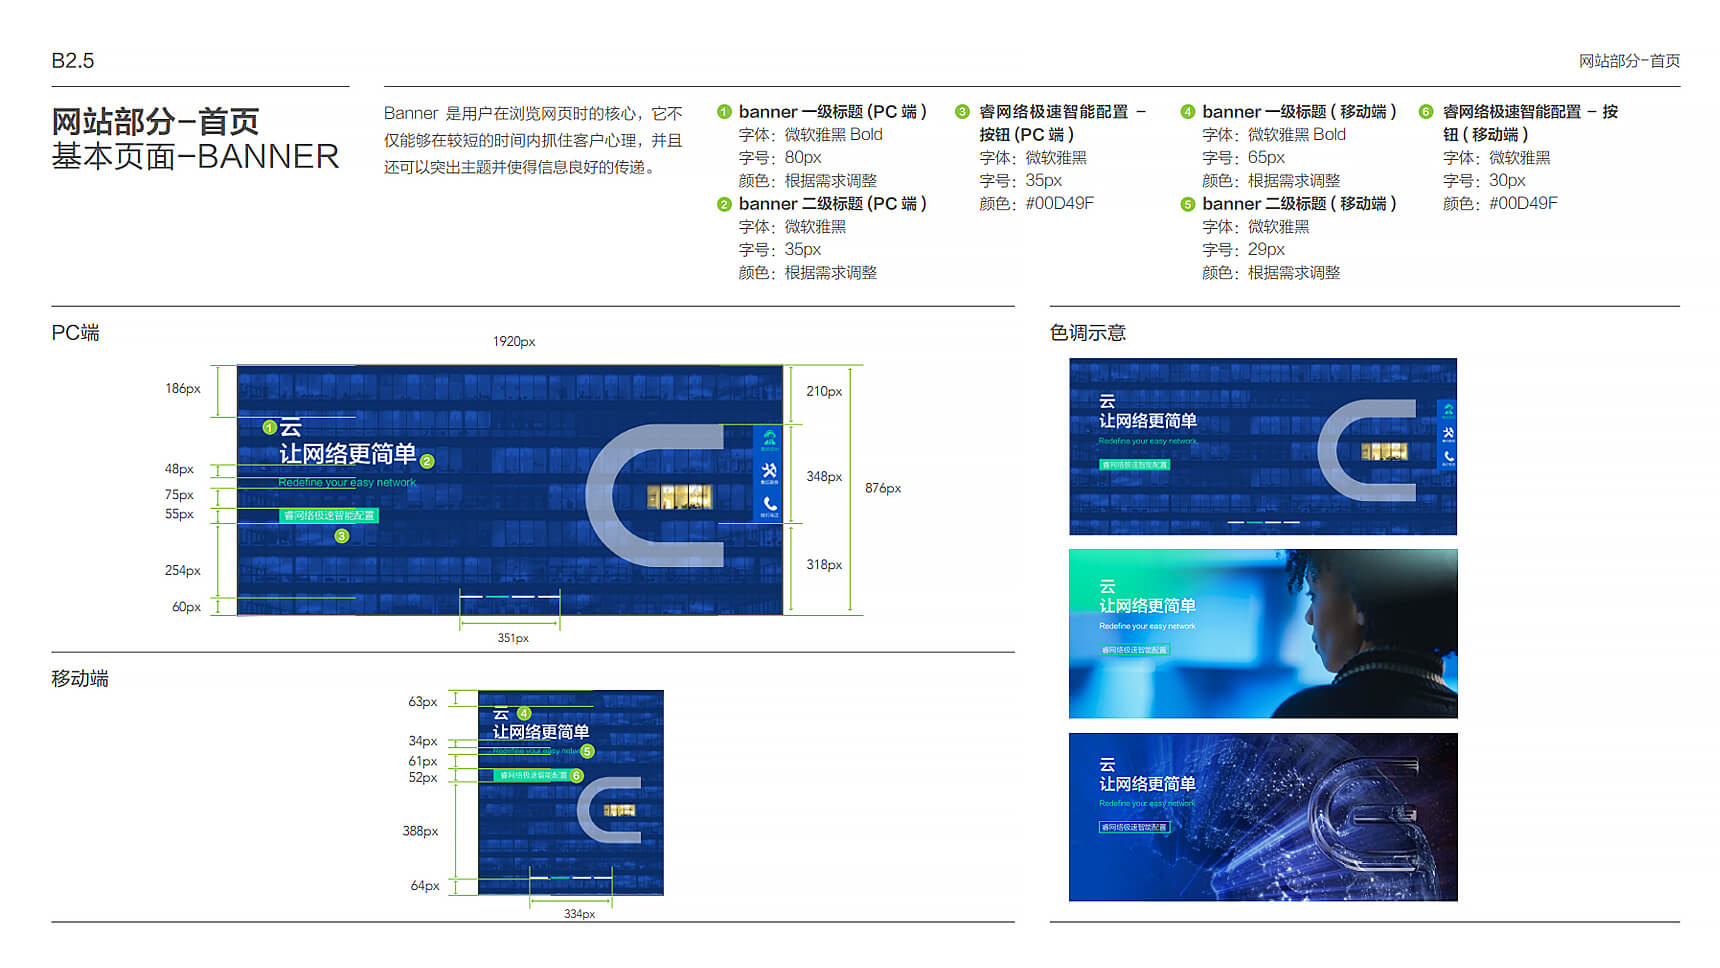 B2.5
网站部分-首页
网站部分-首页
基本页面-BANNER
Banner 是用户在浏览网页时的核心，它不
仅能够在较短的时间内抓住客户心理，并且
还可以突出主题并使得信息良好的传递。
1 banner 一级标题 (PC 端 )
字体：微软雅黑 Bold
字号：80px
颜色：根据需求调整
2 banner 二级标题 (PC 端 )
字体：微软雅黑
字号：35px
颜色：根据需求调整
3 睿网络极速智能配置 -
按钮 (PC 端 )
字体：微软雅黑
字号：35px
颜色：#00D49F
4 banner 一级标题 ( 移动端 )
字体：微软雅黑 Bold
字号：65px
颜色：根据需求调整
5 banner 二级标题 ( 移动端 )
字体：微软雅黑
字号：29px
颜色：根据需求调整
6 睿网络极速智能配置 - 按
钮 ( 移动端 )
字体：微软雅黑
字号：30px
颜色：#00D49F
PC端
1920px
186px
48px
75px
55px
254px
60px
1 云
让网络更简单 2
Redefine your easy network
睿网络极速智能配置
3
210px
348px
318px
876px
351px
移动端
63px
34px
61px
52px
388px
64px
云 4
让网络更简单
Redefine your easy netw 5
睿网络极速智能配置 6
334px
色调示意
云
让网络更简单
Redefine your easy network
睿网络极速智能配置
云
让网络更简单
Redefine your easy network
睿网络极速智能配置
云
让网络更简单
Redefine your easy network
睿网络极速智能配置